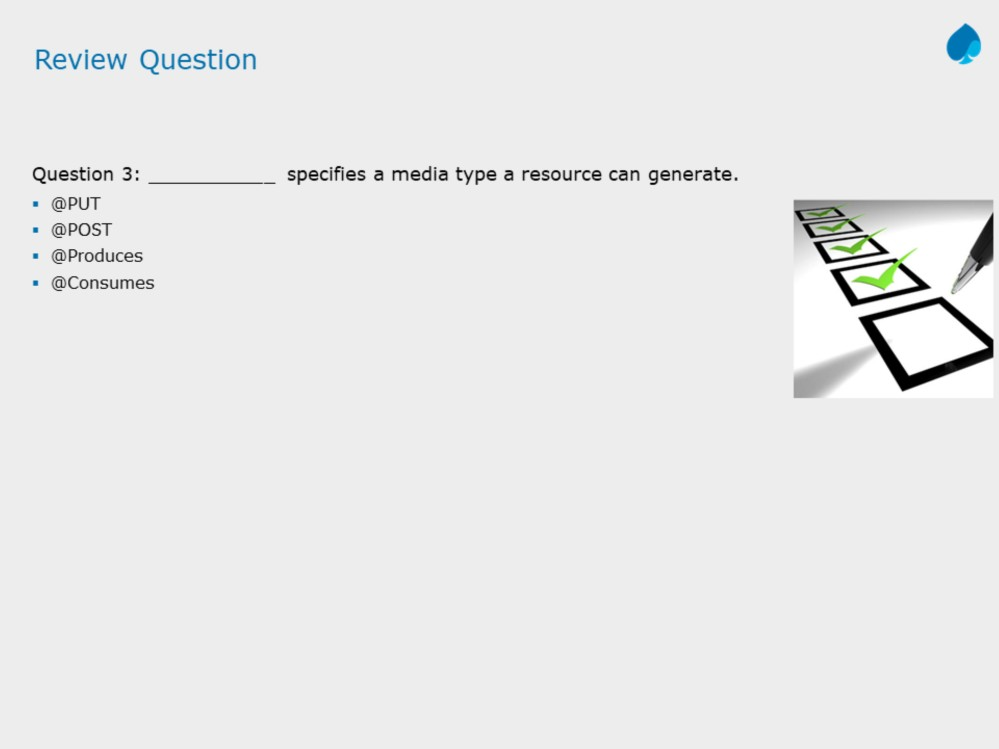 Review Question
Question 3: ___________ specifies a media type a resource can generate.
▪ @PUT
▪ @POST
▪ @Produces
▪ @Consumes